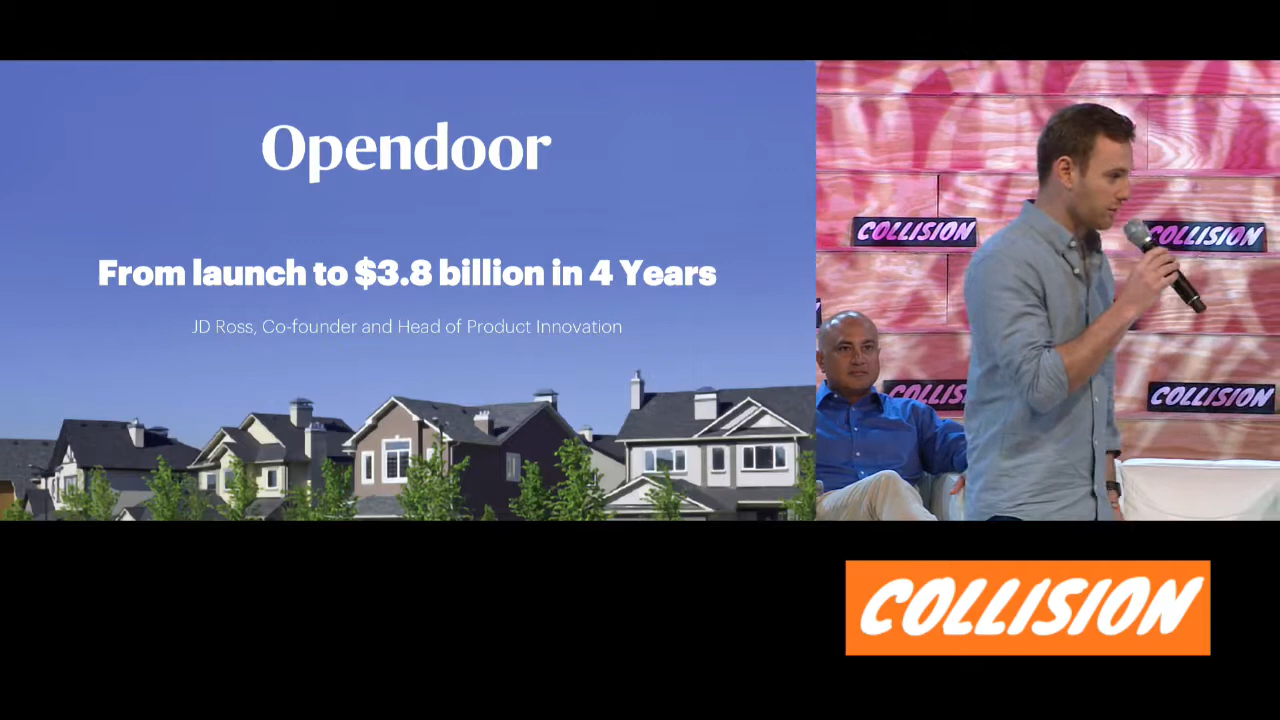 Opendoor
From launch to $3.8 billion in 4 Years
JD Ross, Co-founder and Head of Product Innovation
COLLISION
COLLISION
COLLIS
COLLISION
COLLISION